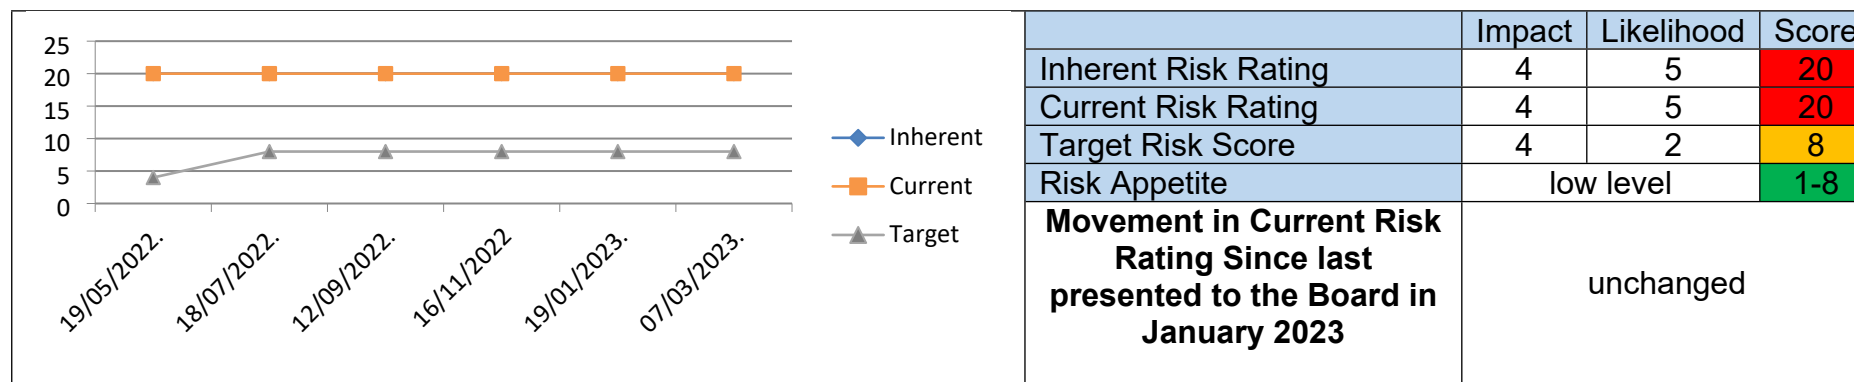 25
20
15
10
5
0
19/05/2022.
18/07/2022.
12/09/2022.
16/11/2022
19/01/2023.
07/03/2023.
Inherent
Current
Target
Impact Likelihood Score
Inherent Risk Rating 4 5 20
Current Risk Rating 4 5 20
Target Risk Score 4 2 8
Risk Appetite low level 1-8
Movement in Current Risk
Rating Since last
presented to the Board in
January 2023
unchanged